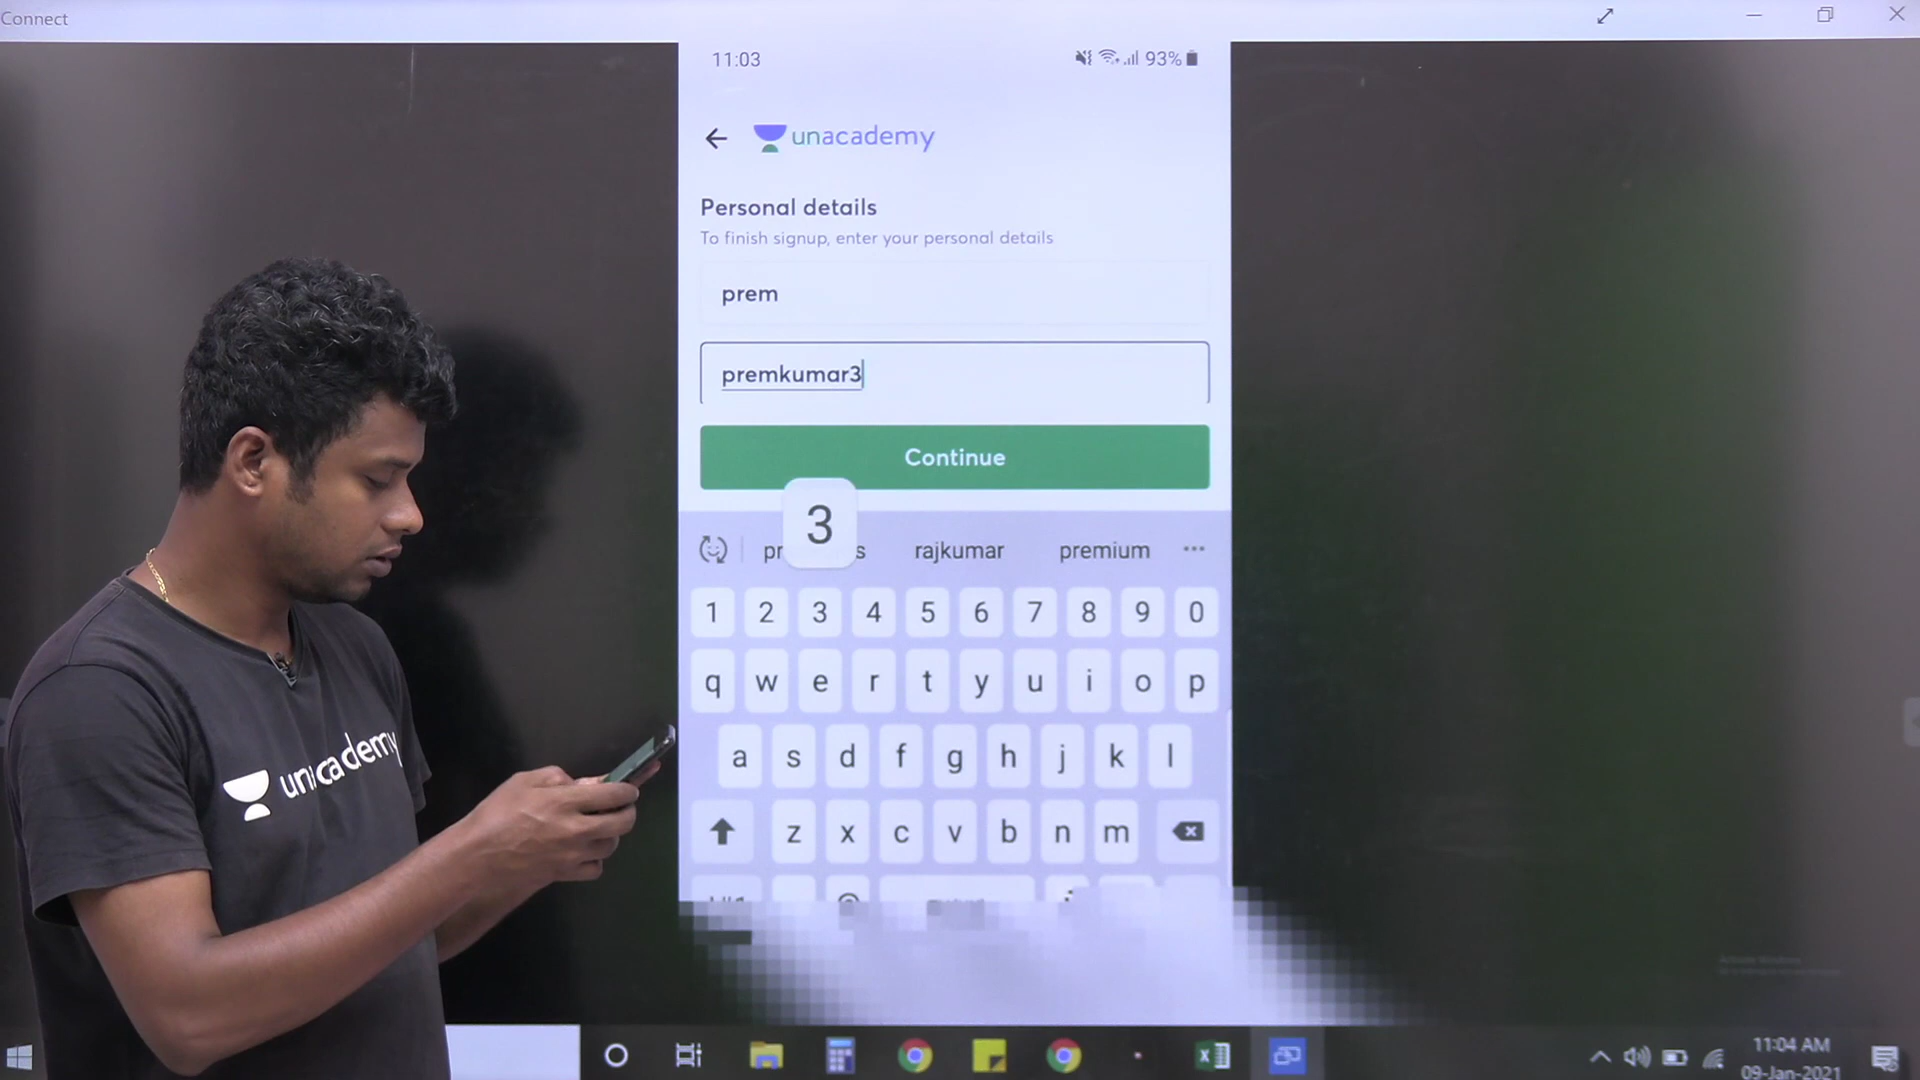 Connect
11:03
93%
unacademy
Personal details
To finish signup, enter your personal details
prem
premkumar3
Continue
3
rajkumar premium ...
1 2 3 4 5 6 7 8 9 0
q w e r t y u i o p
a s d f g h j k l
z x c v b n m
unacademy
11:04 AM
09-Jan-2021